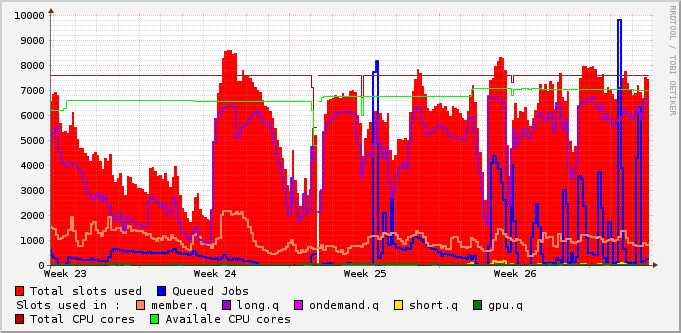 10000
9000
8000
7000
6000
5000
4000
3000
2000
1000
0
Week 23 Week 24 Week 25 Week 26
Total slots used Queued Jobs
Slots used in : member.q long.q ondemand.q short.q gpu.q
Total CPU cores Availale CPU cores
RRDTOOL / TOBI OETIKER